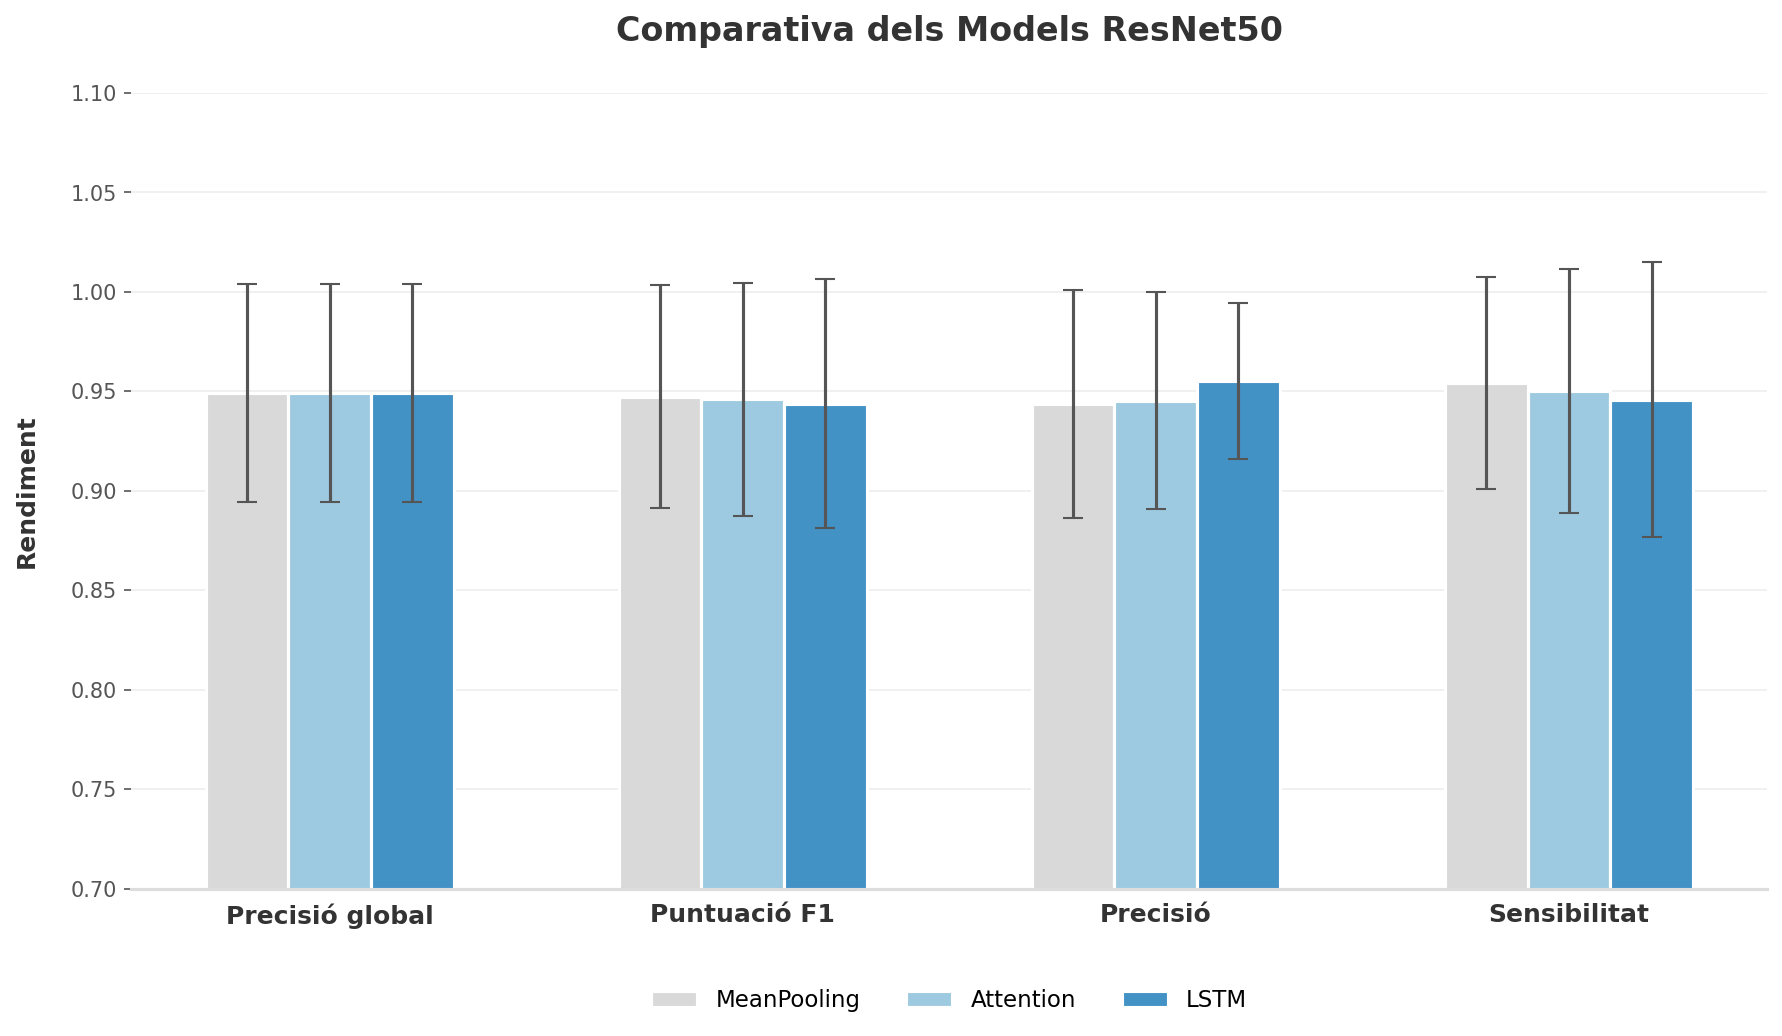 Comparativa dels Models ResNet50
1.10
1.05
1.00
0.95
0.90
0.85
0.80
0.75
0.70
Rendiment
Precisió global
Puntuació F1
Precisió
Sensibilitat
MeanPooling
Attention
LSTM